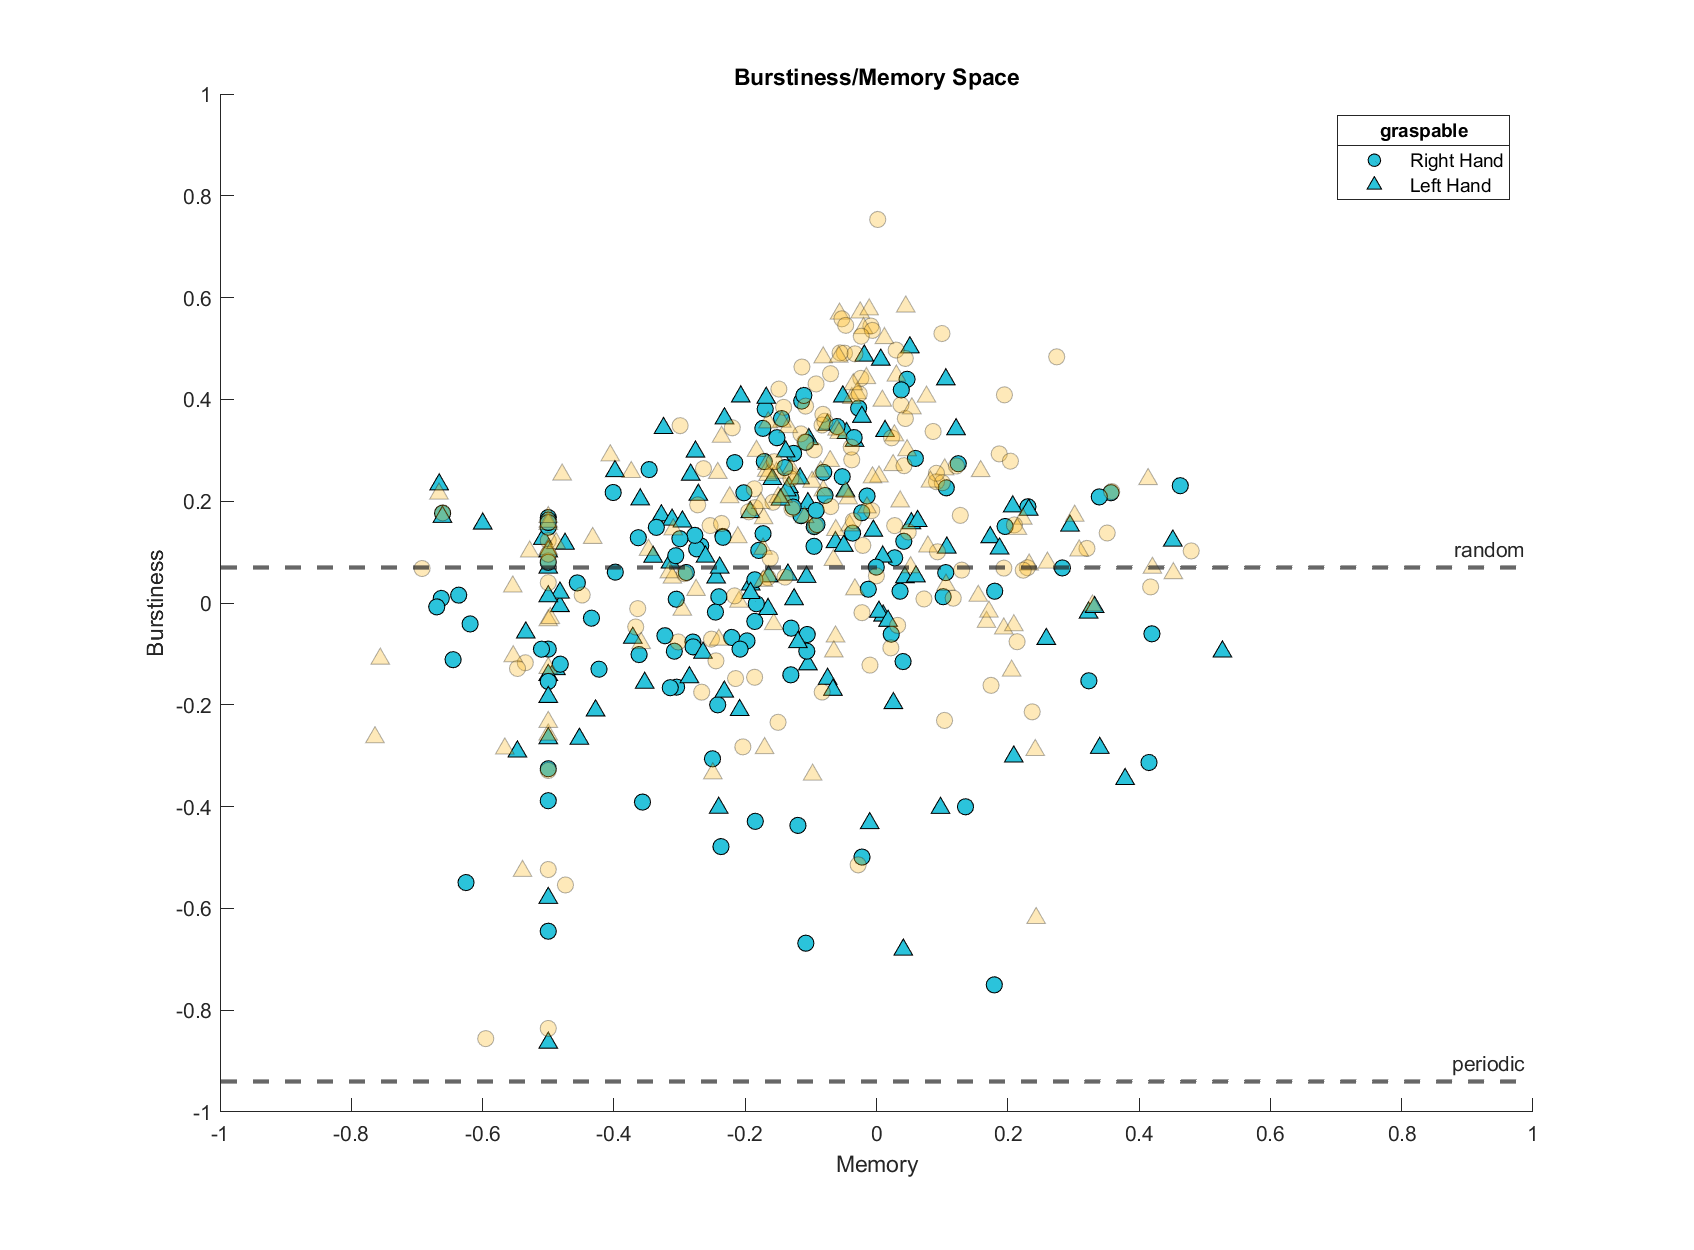 Burstiness/Memory Space
1
graspable
Right Hand
Left Hand
0.8
0.6
0.4
0.2
random
0
Burstiness
-0.2
-0.4
-0.6
-0.8
periodic
-1
-1 -0.8 -0.6 -0.4 -0.2 0 0.2 0.4 0.6 0.8 1
Memory